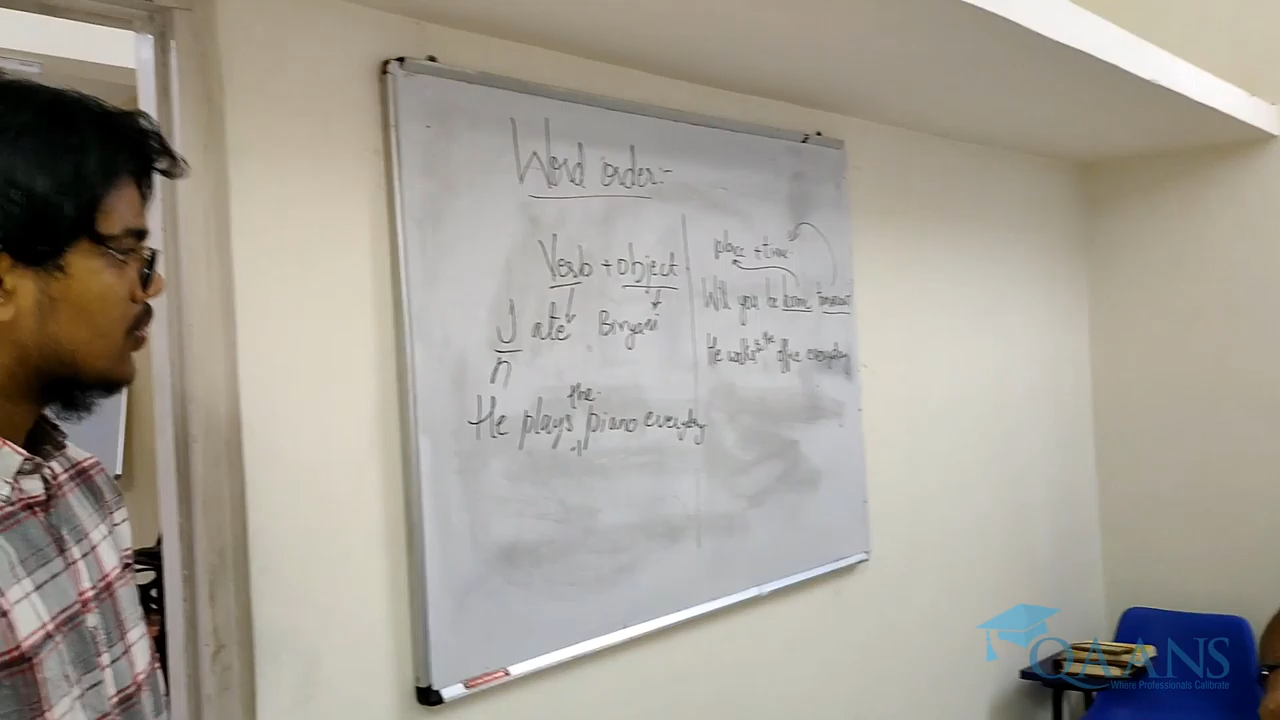 Word order:-
Verb + object
I ate Biryani
n
the
He plays piano everyday
place + time
Will you be home tomorrow
He walks to the office everyday
QAANS
Where Professionals Calibrate